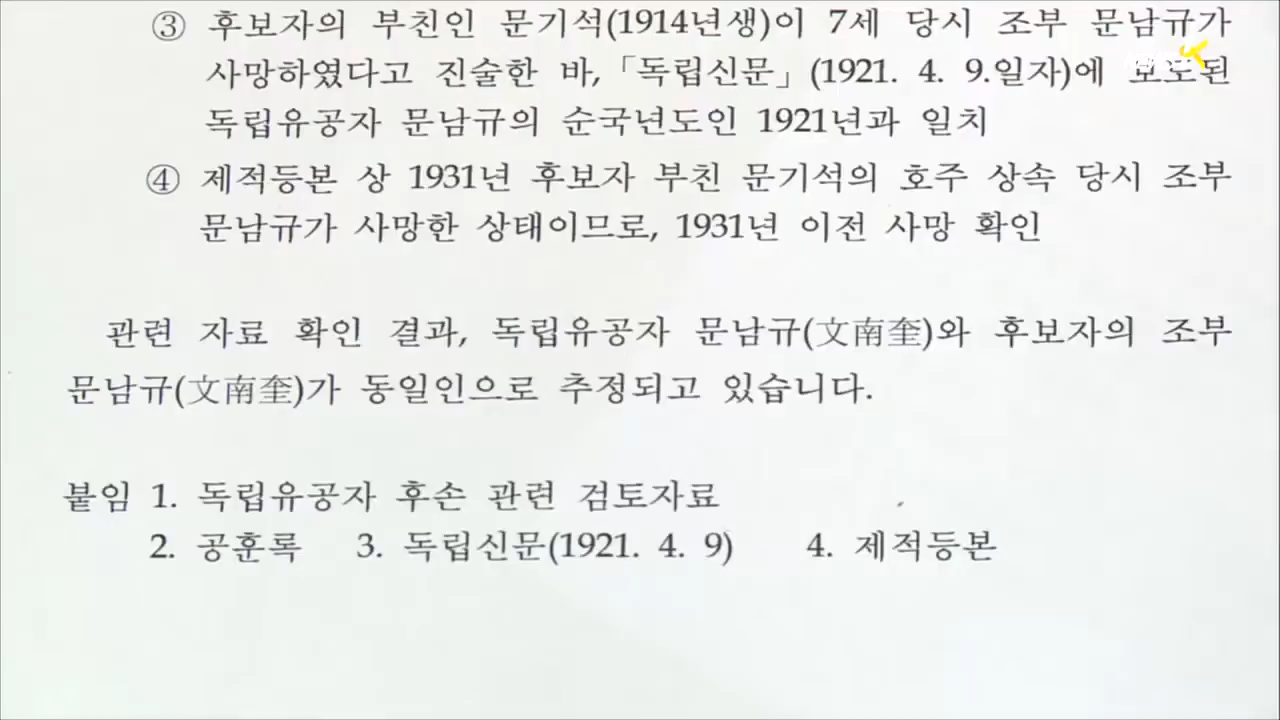 ③ 후보자의 부친인 문기석(1914년생)이 7세 당시 조부 문남규가
사망하였다고 진술한 바, 「독립신문」(1921. 4. 9.일자)에 보도된
독립유공자 문남규의 순국년도인 1921년과 일치
④ 제적등본 상 1931년 후보자 부친 문기석의 호주 상속 당시 조부
문남규가 사망한 상태이므로, 1931년 이전 사망 확인
관련 자료 확인 결과, 독립유공자 문남규(文南奎)와 후보자의 조부
문남규(文南奎)가 동일인으로 추정되고 있습니다.
붙임 1. 독립유공자 후손 관련 검토자료
2. 공훈록 3. 독립신문(1921. 4. 9) 4. 제적등본